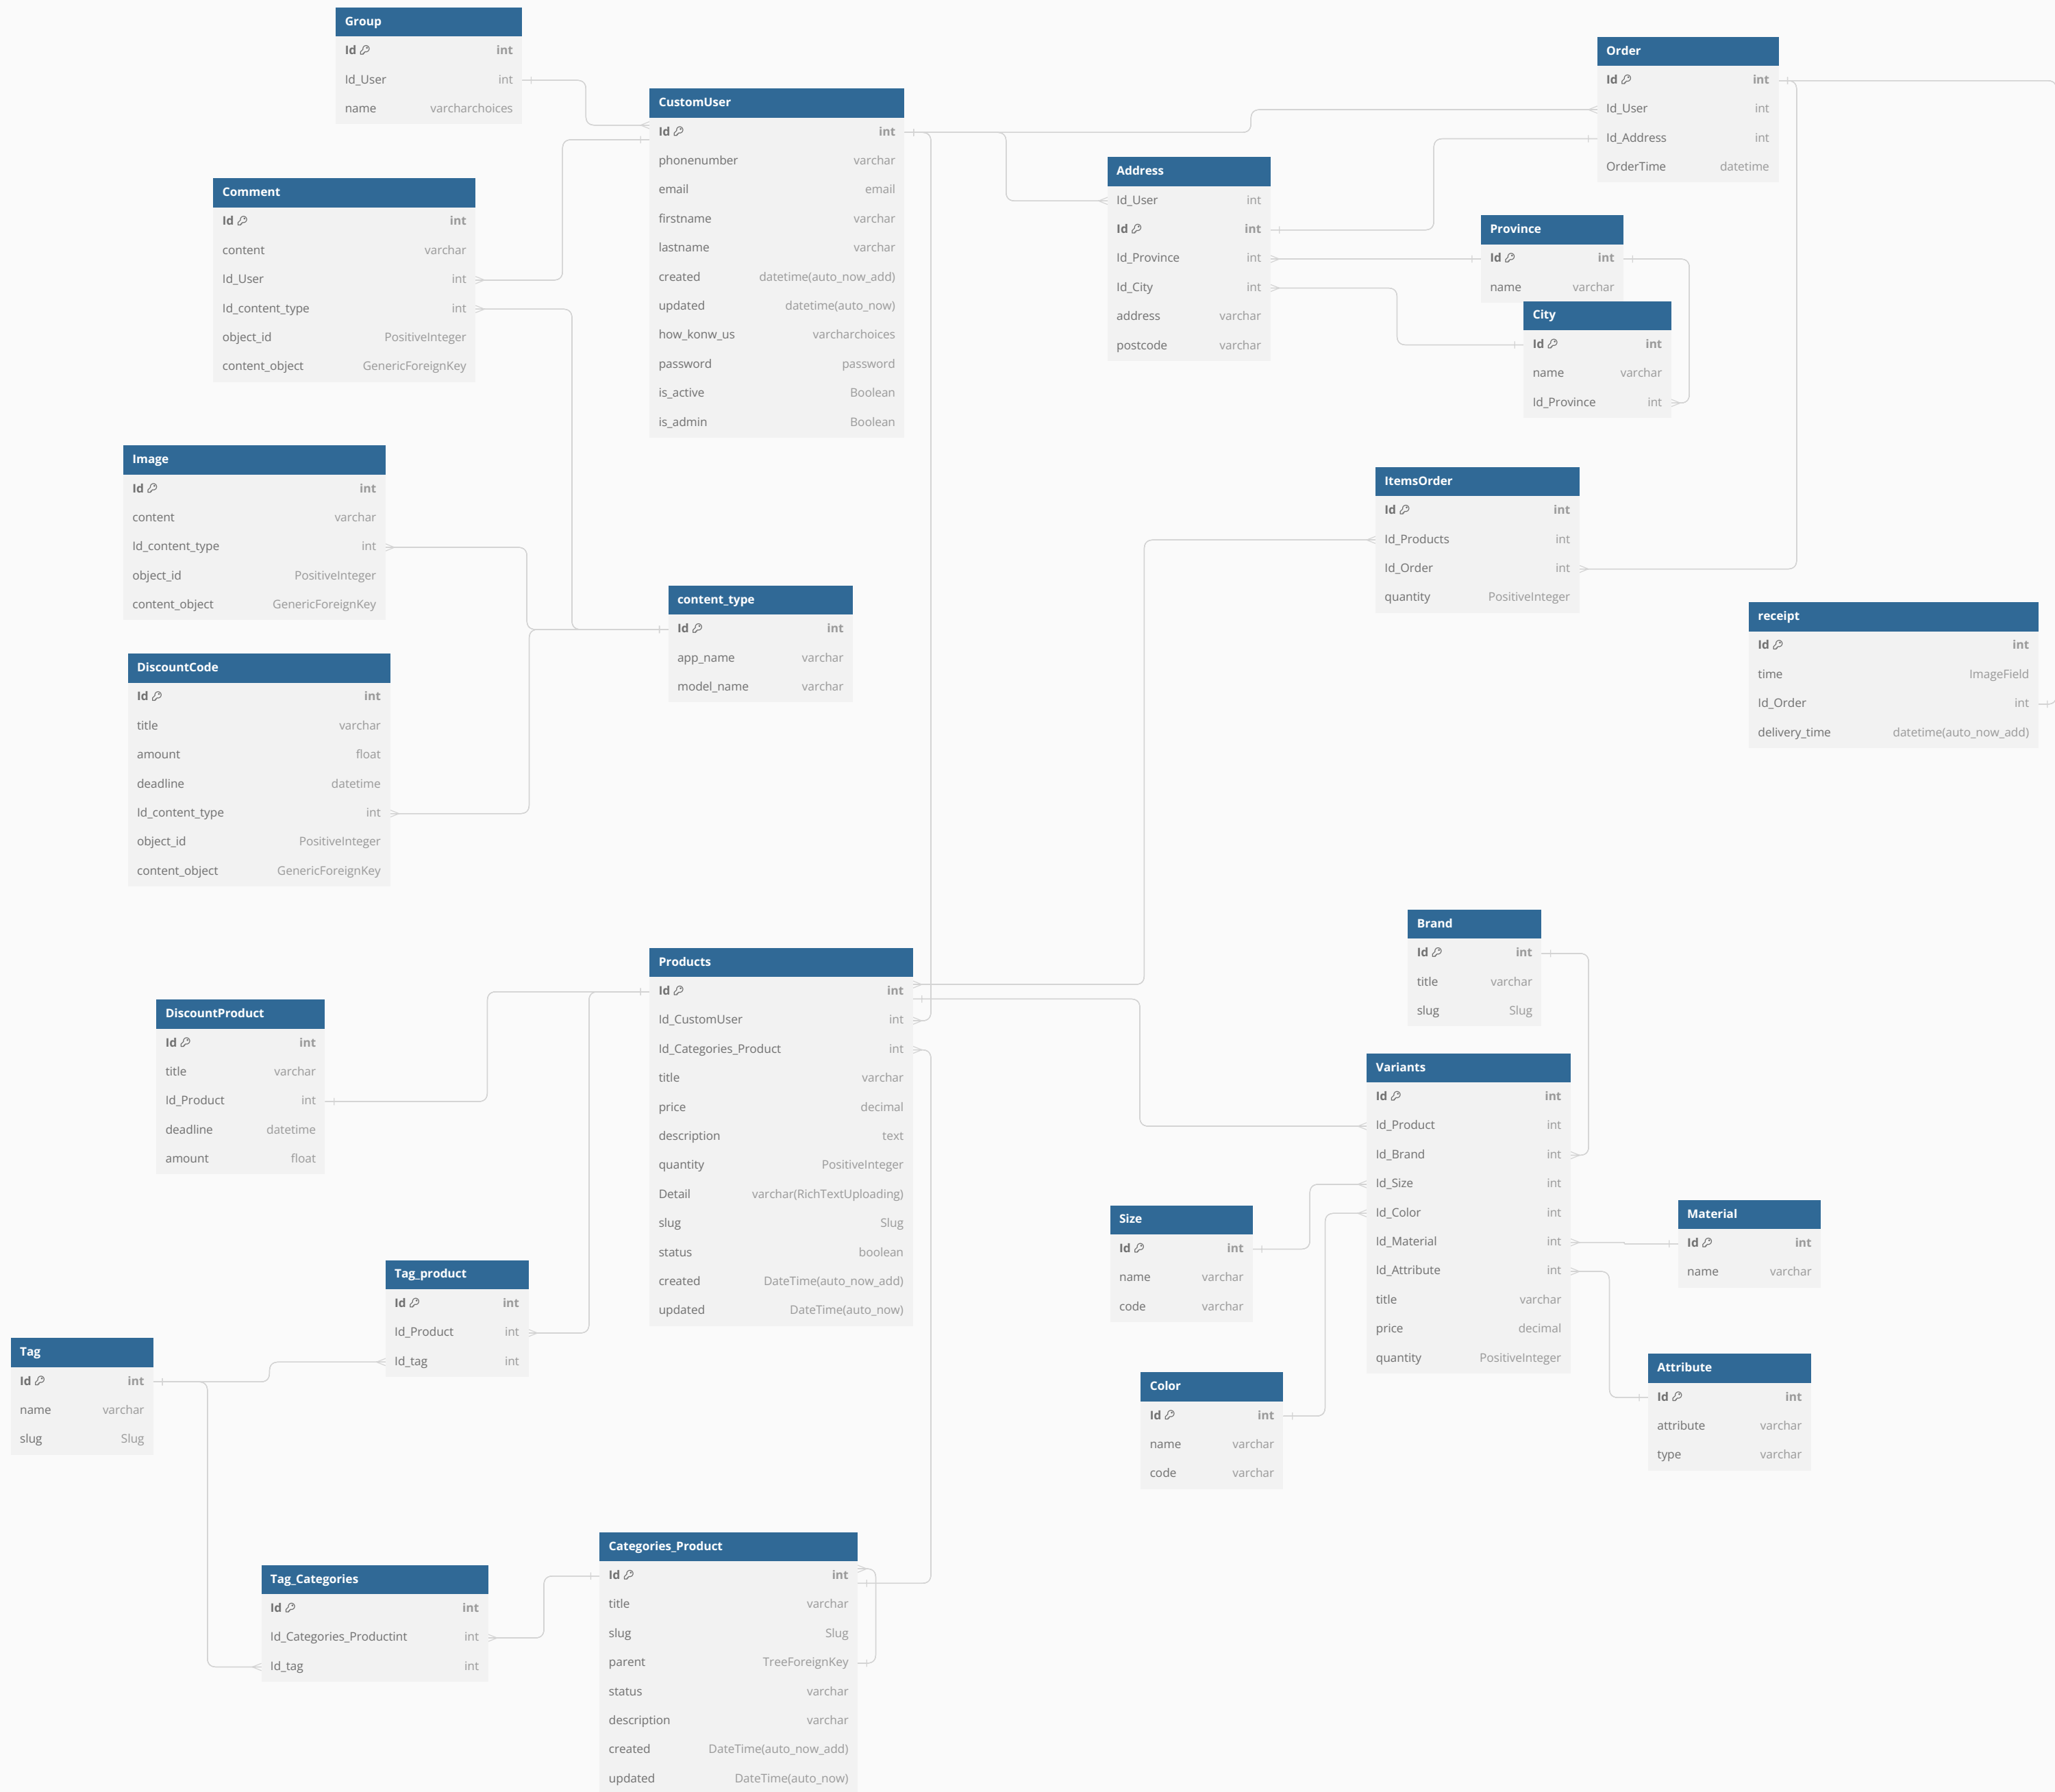 Group
Id int
Id_User int
name varcharchoices
CustomUser
Id int
phonenumber varchar
email email
firstname varchar
lastname varchar
created datetime(auto_now_add)
updated datetime(auto_now)
how_konw_us varcharchoices
password password
is_active Boolean
is_admin Boolean
Order
Id int
Id_User int
Id_Address int
OrderTime datetime
Address
Id_User int
Id int
Id_Province int
Id_City int
address varchar
postcode varchar
Province
Id int
name varchar
City
Id int
name varchar
Id_Province int
Comment
Id int
content varchar
Id_User int
Id_content_type int
object_id PositiveInteger
content_object GenericForeignKey
Image
Id int
content varchar
Id_content_type int
object_id PositiveInteger
content_object GenericForeignKey
ItemsOrder
Id int
Id_Products int
Id_Order int
quantity PositiveInteger
content_type
Id int
app_name varchar
model_name varchar
receipt
Id int
time ImageField
Id_Order int
delivery_time datetime(auto_now_add)
DiscountCode
Id int
title varchar
amount float
deadline datetime
Id_content_type int
object_id PositiveInteger
content_object GenericForeignKey
Brand
Id int
title varchar
slug Slug
Products
Id int
Id_CustomUser int
Id_Categories_Product int
title varchar
price decimal
description text
quantity PositiveInteger
Detail varchar(RichTextUploading)
slug Slug
status boolean
created DateTime(auto_now_add)
updated DateTime(auto_now)
DiscountProduct
Id int
title varchar
Id_Product int
deadline datetime
amount float
Variants
Id int
Id_Product int
Id_Brand int
Id_Size int
Id_Color int
Id_Material int
Id_Attribute int
title varchar
price decimal
quantity PositiveInteger
Size
Id int
name varchar
code varchar
Material
Id int
name varchar
Tag_product
Id int
Id_Product int
Id_tag int
Tag
Id int
name varchar
slug Slug
Color
Id int
name varchar
code varchar
Attribute
Id int
attribute varchar
type varchar
Tag_Categories
Id int
Id_Categories_Productint int
Id_tag int
Categories_Product
Id int
title varchar
slug Slug
parent TreeForeignKey
status varchar
description varchar
created DateTime(auto_now_add)
updated DateTime(auto_now)